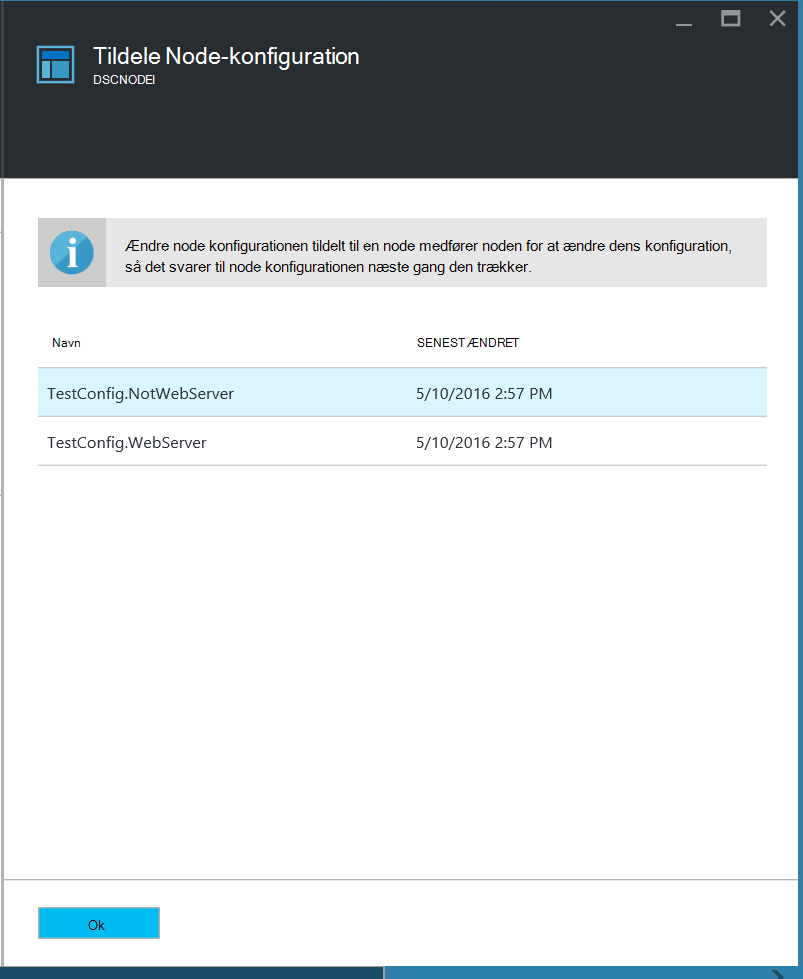 Tildele Node-konfiguration
DSCNODEI
Ændre node konfigurationen tildelt til en node medfører noden for at ændre dens konfiguration,
så det svarer til node konfigurationen næste gang den trækker.
Navn SENEST ÆNDRET
TestConfig.NotWebServer 5/10/2016 2:57 PM
TestConfig.WebServer 5/10/2016 2:57 PM
Ok